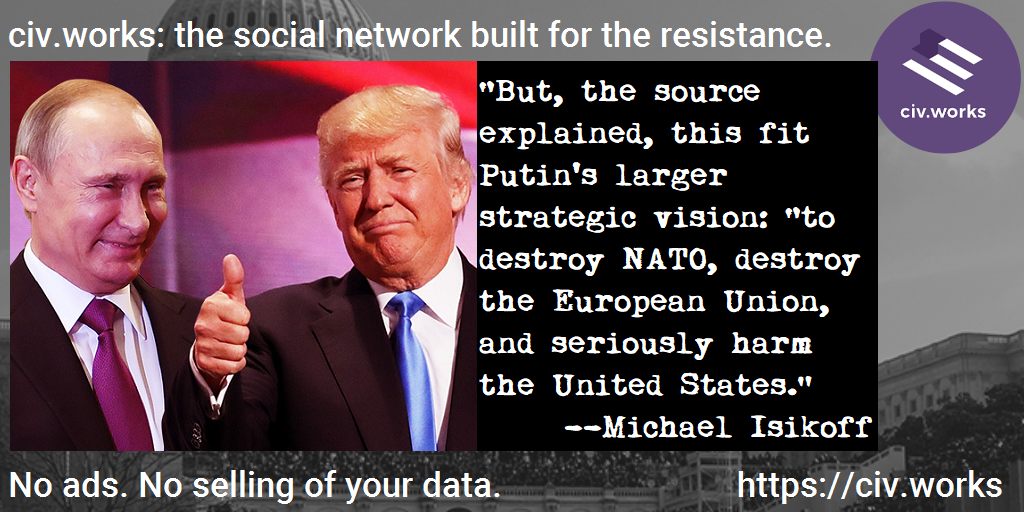 civ.works: the social network built for the resistance.
civ.works
"But, the source
explained, this fit
Putin's larger
strategic vision: "to
destroy NATO, destroy
the European Union,
and seriously harm
the United States."
--Michael Isikoff
No ads. No selling of your data.
https://civ.works